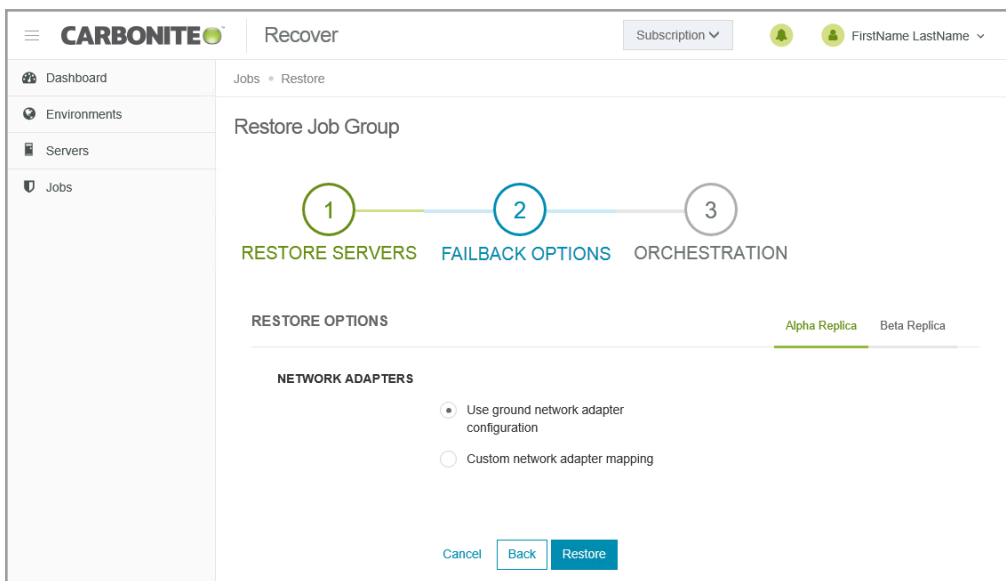 CARBONITE Recover Subscription FirstName LastName
Dashboard
Environments
Servers
Jobs
Jobs • Restore
Restore Job Group
1 2 3
RESTORE SERVERS FAILBACK OPTIONS ORCHESTRATION
RESTORE OPTIONS Alpha Replica Beta Replica
NETWORK ADAPTERS
Use ground network adapter
configuration
Custom network adapter mapping
Cancel Back Restore